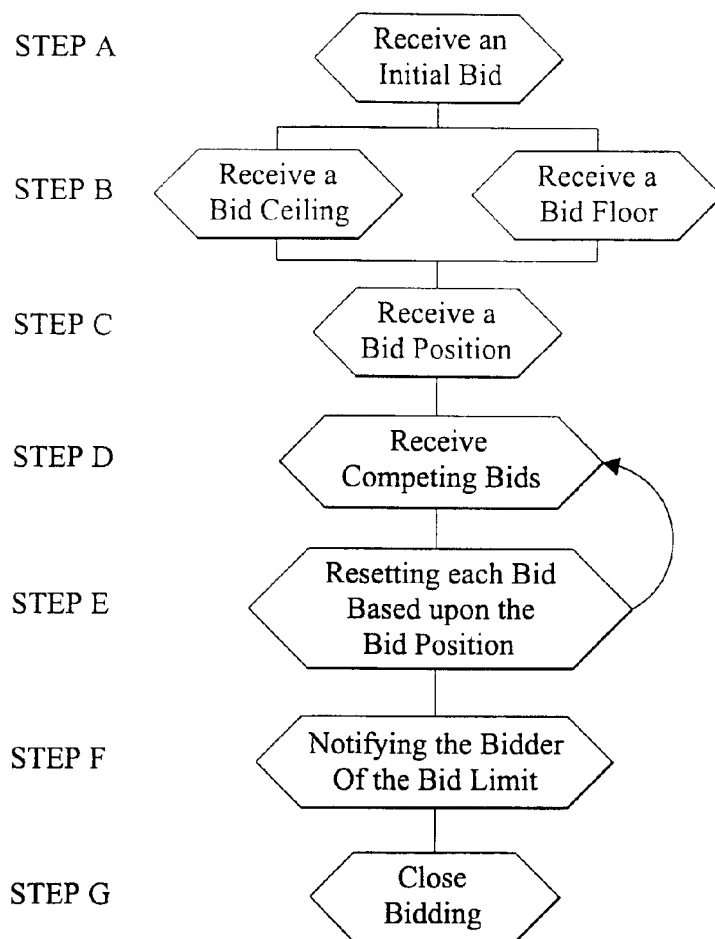 STEP A
Receive an
Initial Bid
STEP B
Receive a
Bid Ceiling
Receive a
Bid Floor
STEP C
Receive a
Bid Position
STEP D
Receive
Competing Bids
STEP E
Resetting each Bid
Based upon the
Bid Position
STEP F
Notifying the Bidder
Of the Bid Limit
STEP G
Close
Bidding